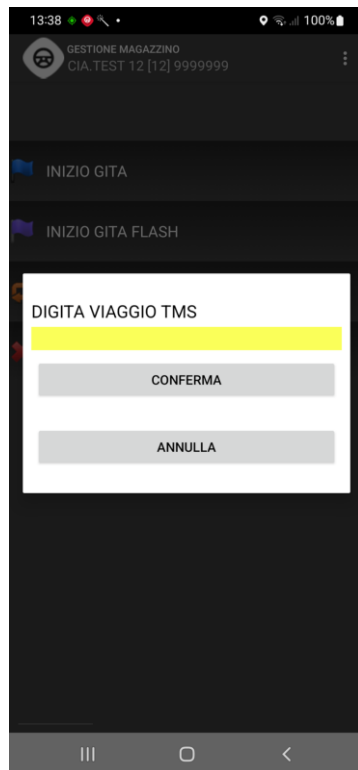 13:38
100%
GESTIONE MAGAZZINO
CIA.TEST 12 [12] 9999999
INIZIO GITA
INIZIO GITA FLASH
DIGITA VIAGGIO TMS
CONFERMA
ANNULLA